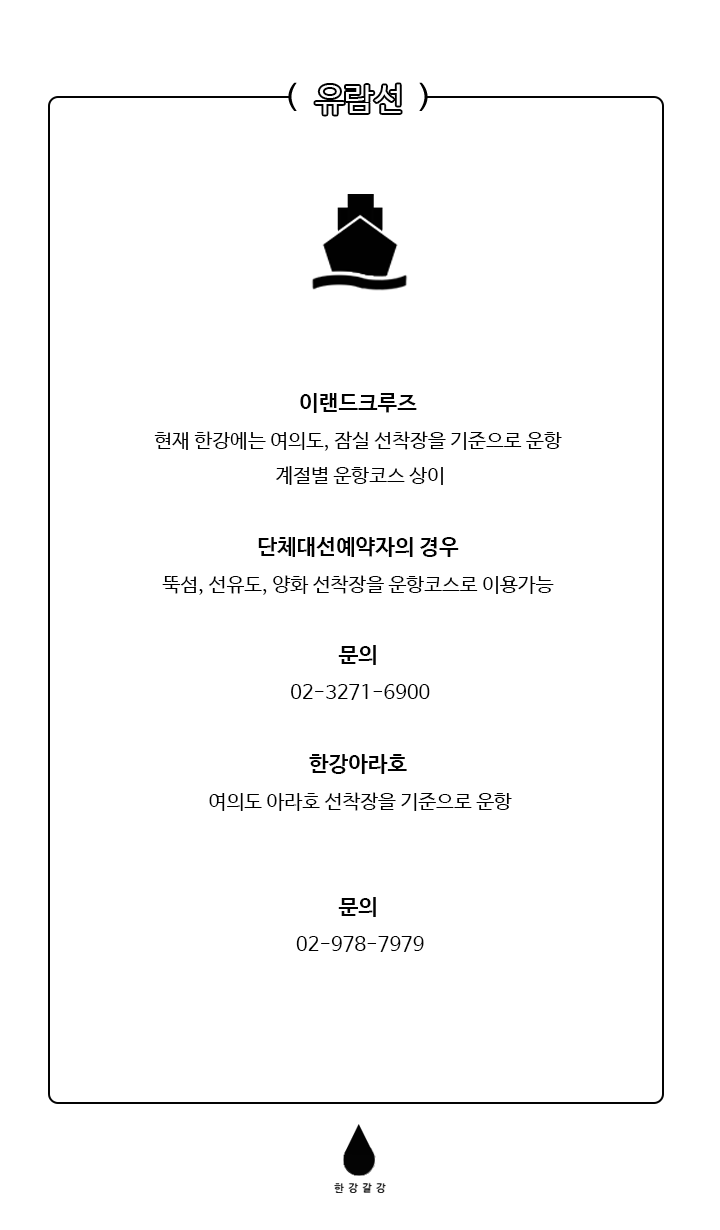 ( 유람선 )
이랜드크루즈
현재 한강에는 여의도, 잠실 선착장을 기준으로 운항
계절별 운항코스 상이
단체대선예약자의 경우
뚝섬, 선유도, 양화 선착장을 운항코스로 이용가능
문의
02-3271-6900
한강아라호
여의도 아라호 선착장을 기준으로 운항
문의
02-978-7979
한강갈강